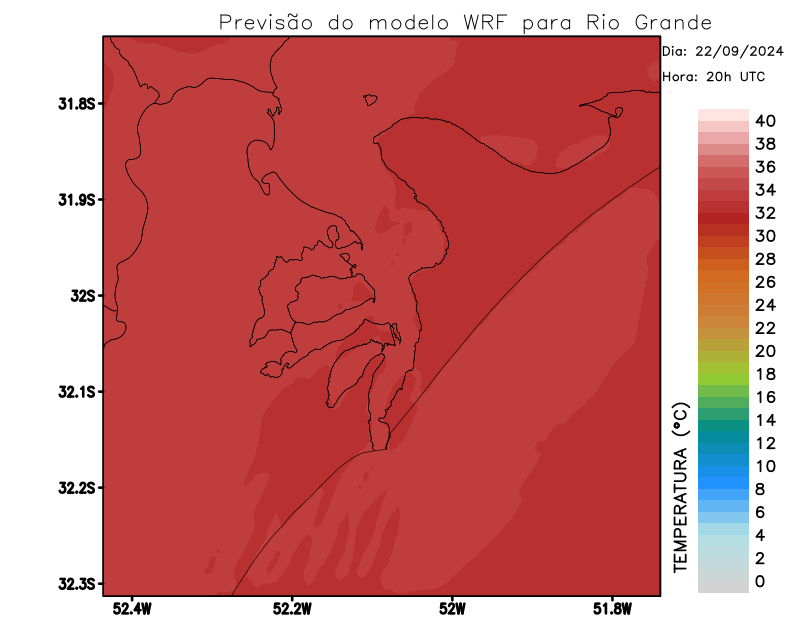 Previsão do modelo WRF para Rio Grande
Dia: 22/09/2024
Hora: 20h UTC
31.8S
31.9S
32S
32.1S
32.2S
32.3S
52.4W
52.2W
52W
51.8W
TEMPERATURA (°C)
40
38
36
34
32
30
28
26
24
22
20
18
16
14
12
10
8
6
4
2
0